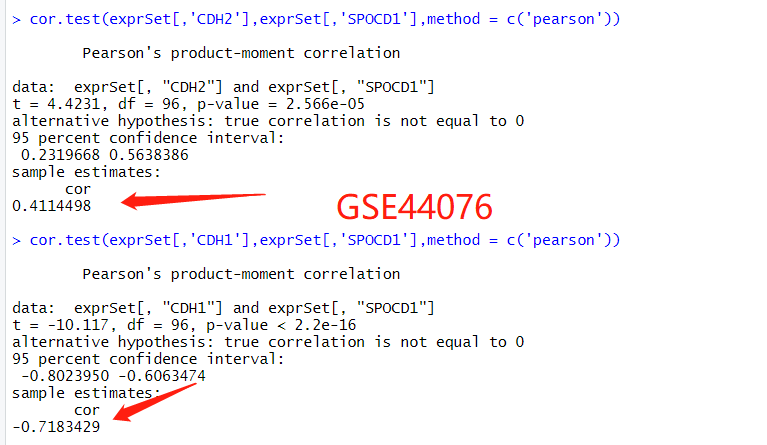 > cor.test(exprSet[,'CDH2'],exprSet[,'SPOCD1'],method = c('pearson'))
Pearson's product-moment correlation
data:  exprSet[, "CDH2"] and exprSet[, "SPOCD1"]
t = 4.4231, df = 96, p-value = 2.566e-05
alternative hypothesis: true correlation is not equal to 0
95 percent confidence interval:
0.2319668 0.5638386
sample estimates:
cor
0.4114498
GSE44076
> cor.test(exprSet[,'CDH1'],exprSet[,'SPOCD1'],method = c('pearson'))
Pearson's product-moment correlation
data:  exprSet[, "CDH1"] and exprSet[, "SPOCD1"]
t = -10.117, df = 96, p-value < 2.2e-16
alternative hypothesis: true correlation is not equal to 0
95 percent confidence interval:
-0.8023950 -0.6063474
sample estimates:
cor
-0.7183429